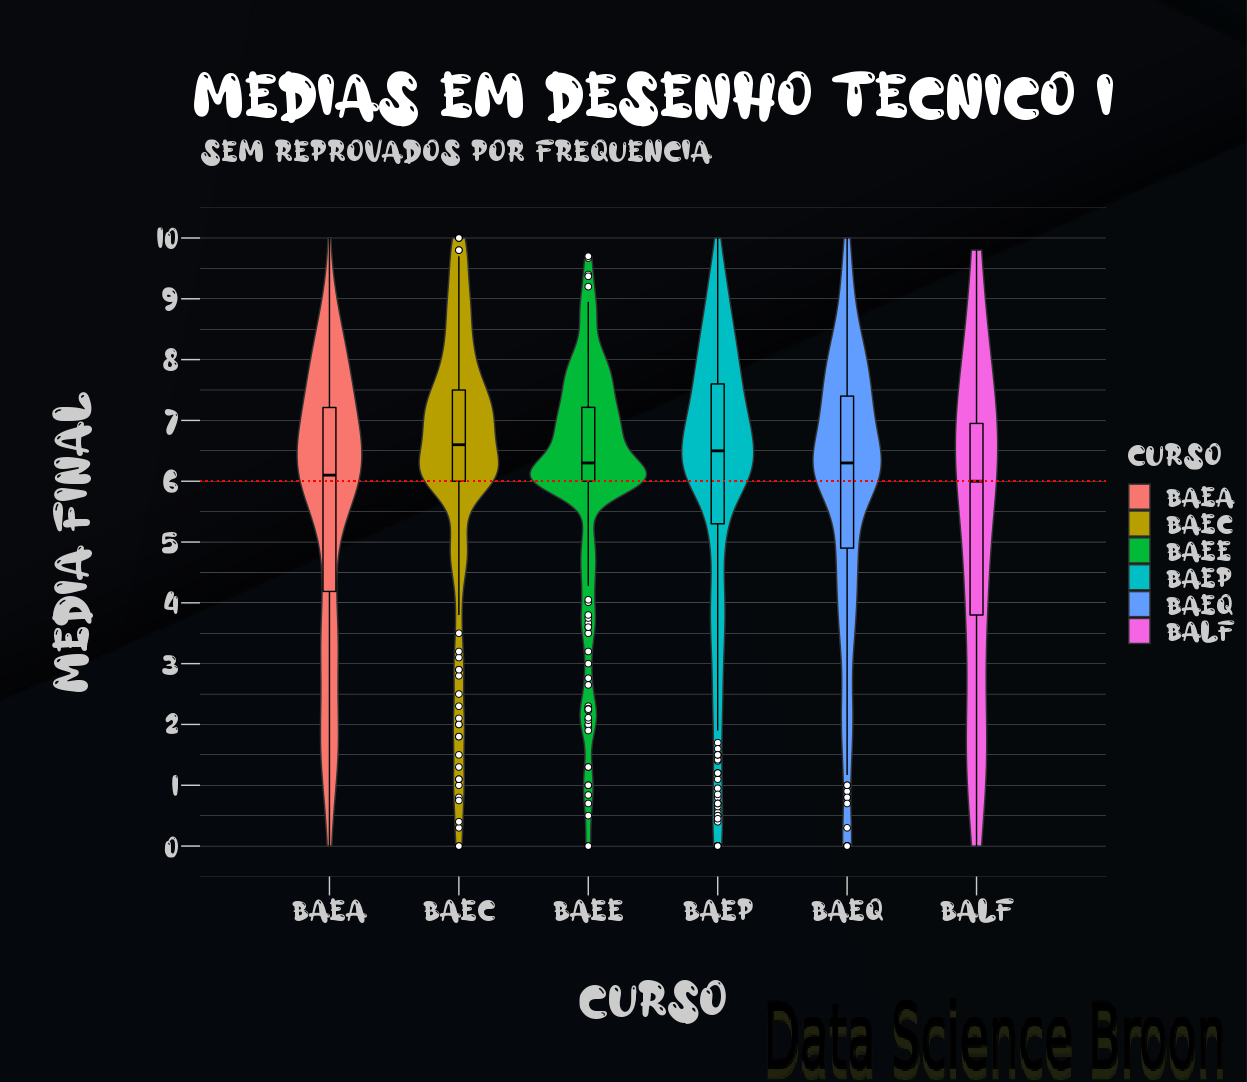 MEDIAS EM DESENHO TECNICO I
SEM REPROVADOS POR FREQUENCIA
MEDIA FINAL
10
9
8
7
6
5
4
3
2
1
0
BAEA BAEC BAEE BAEP BAEQ BALF
CURSO
CURSO
BAEA
BAEC
BAEE
BAEP
BAEQ
BALF
Data Science Broon